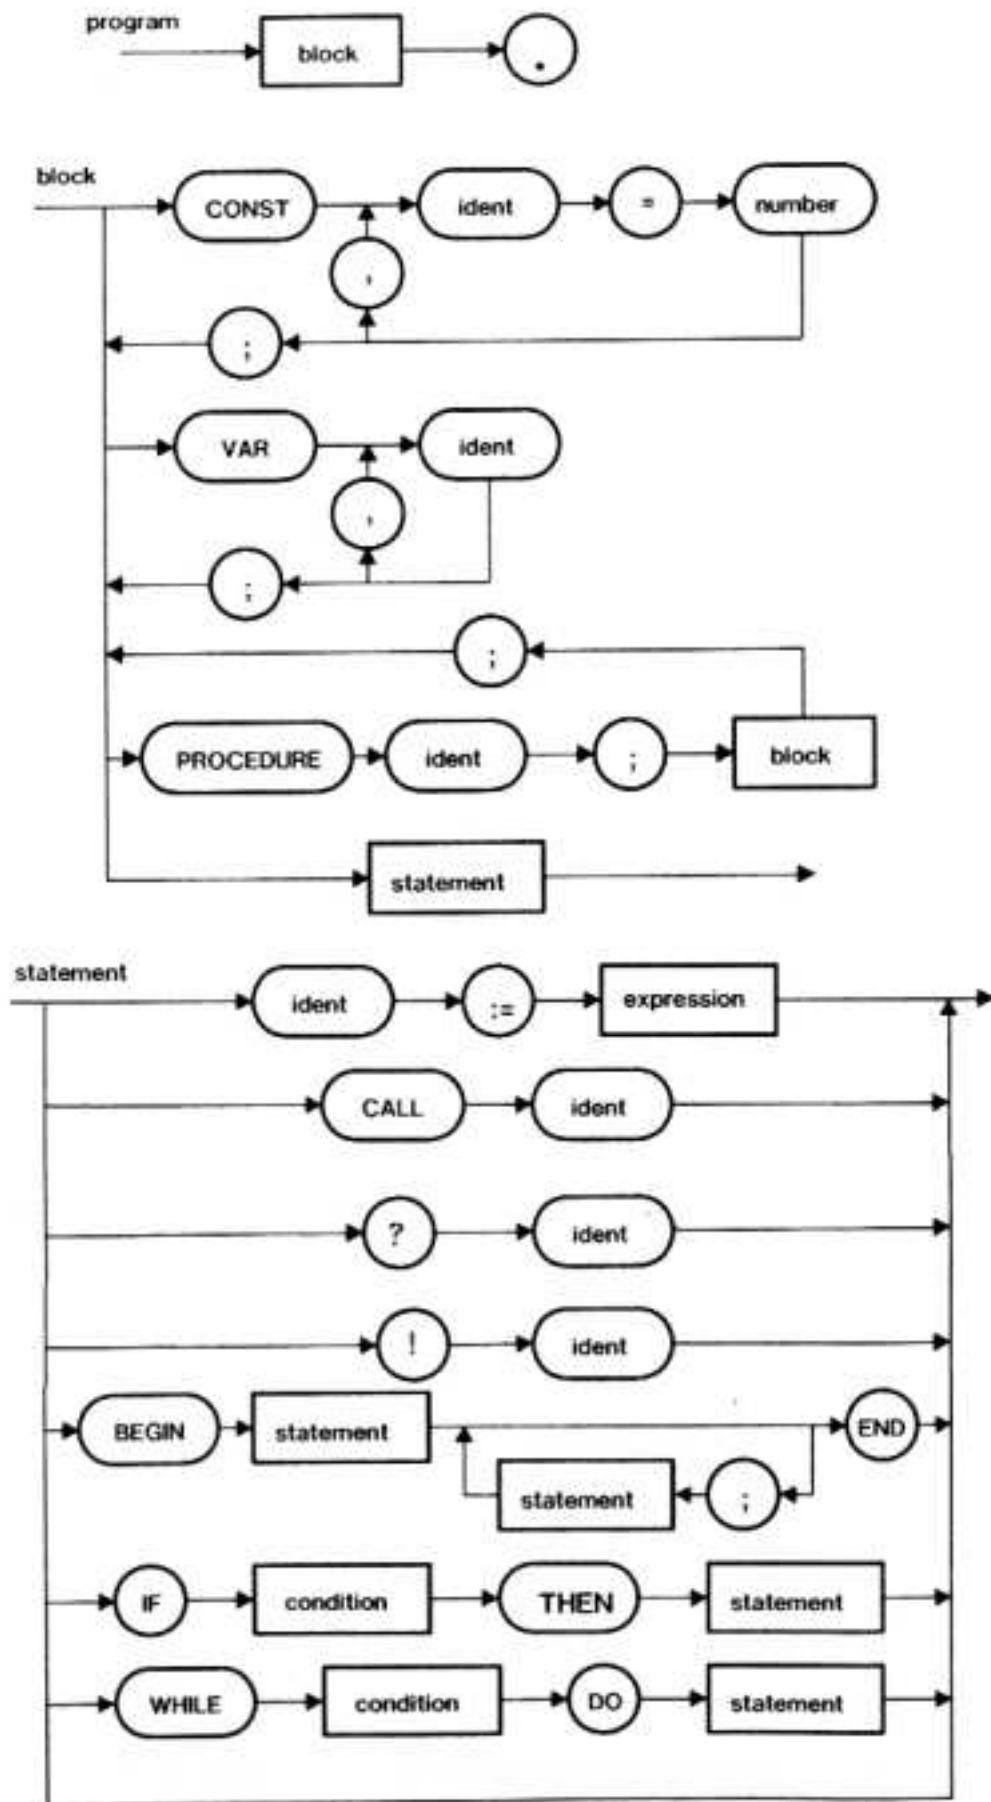 program
block .
block
CONST ident = number
,
;
VAR ident
,
;
;
PROCEDURE ident ; block
statement
statement
ident := expression
CALL ident
? ident
! ident
BEGIN statement END
statement ;
IF condition THEN statement
WHILE condition DO statement